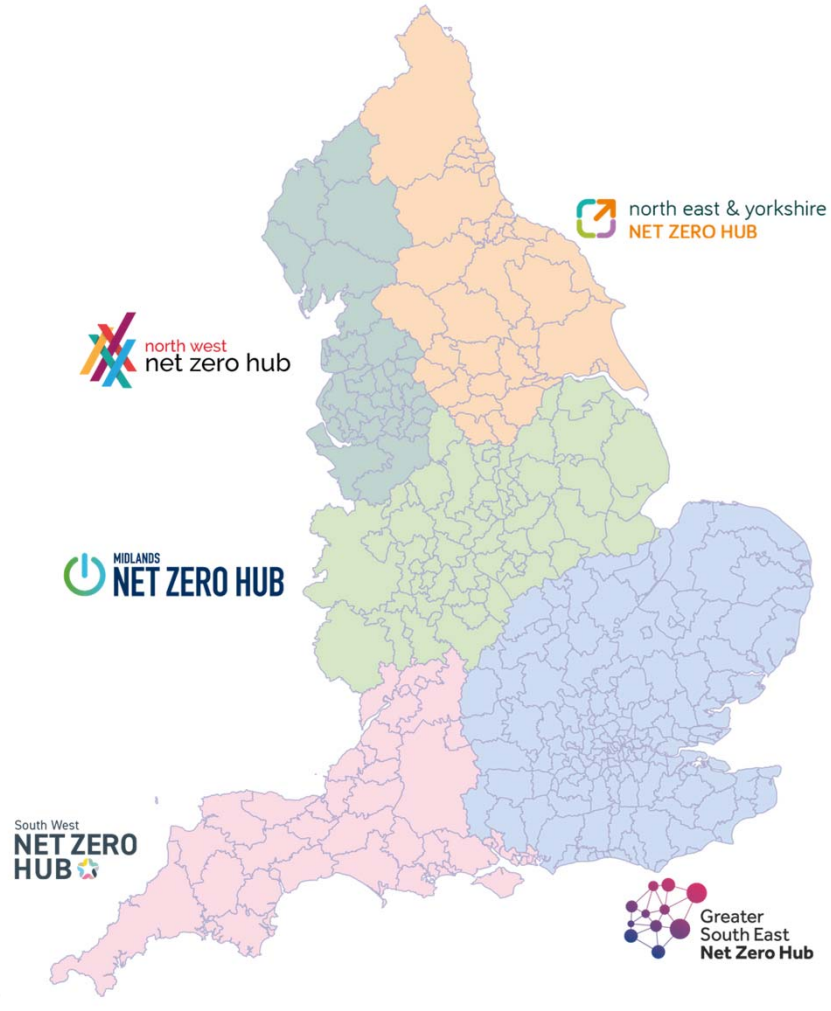 north east & yorkshire
NET ZERO HUB
north west
net zero hub
MIDLANDS
NET ZERO HUB
South West
NET ZERO
HUB
Greater
South East
Net Zero Hub